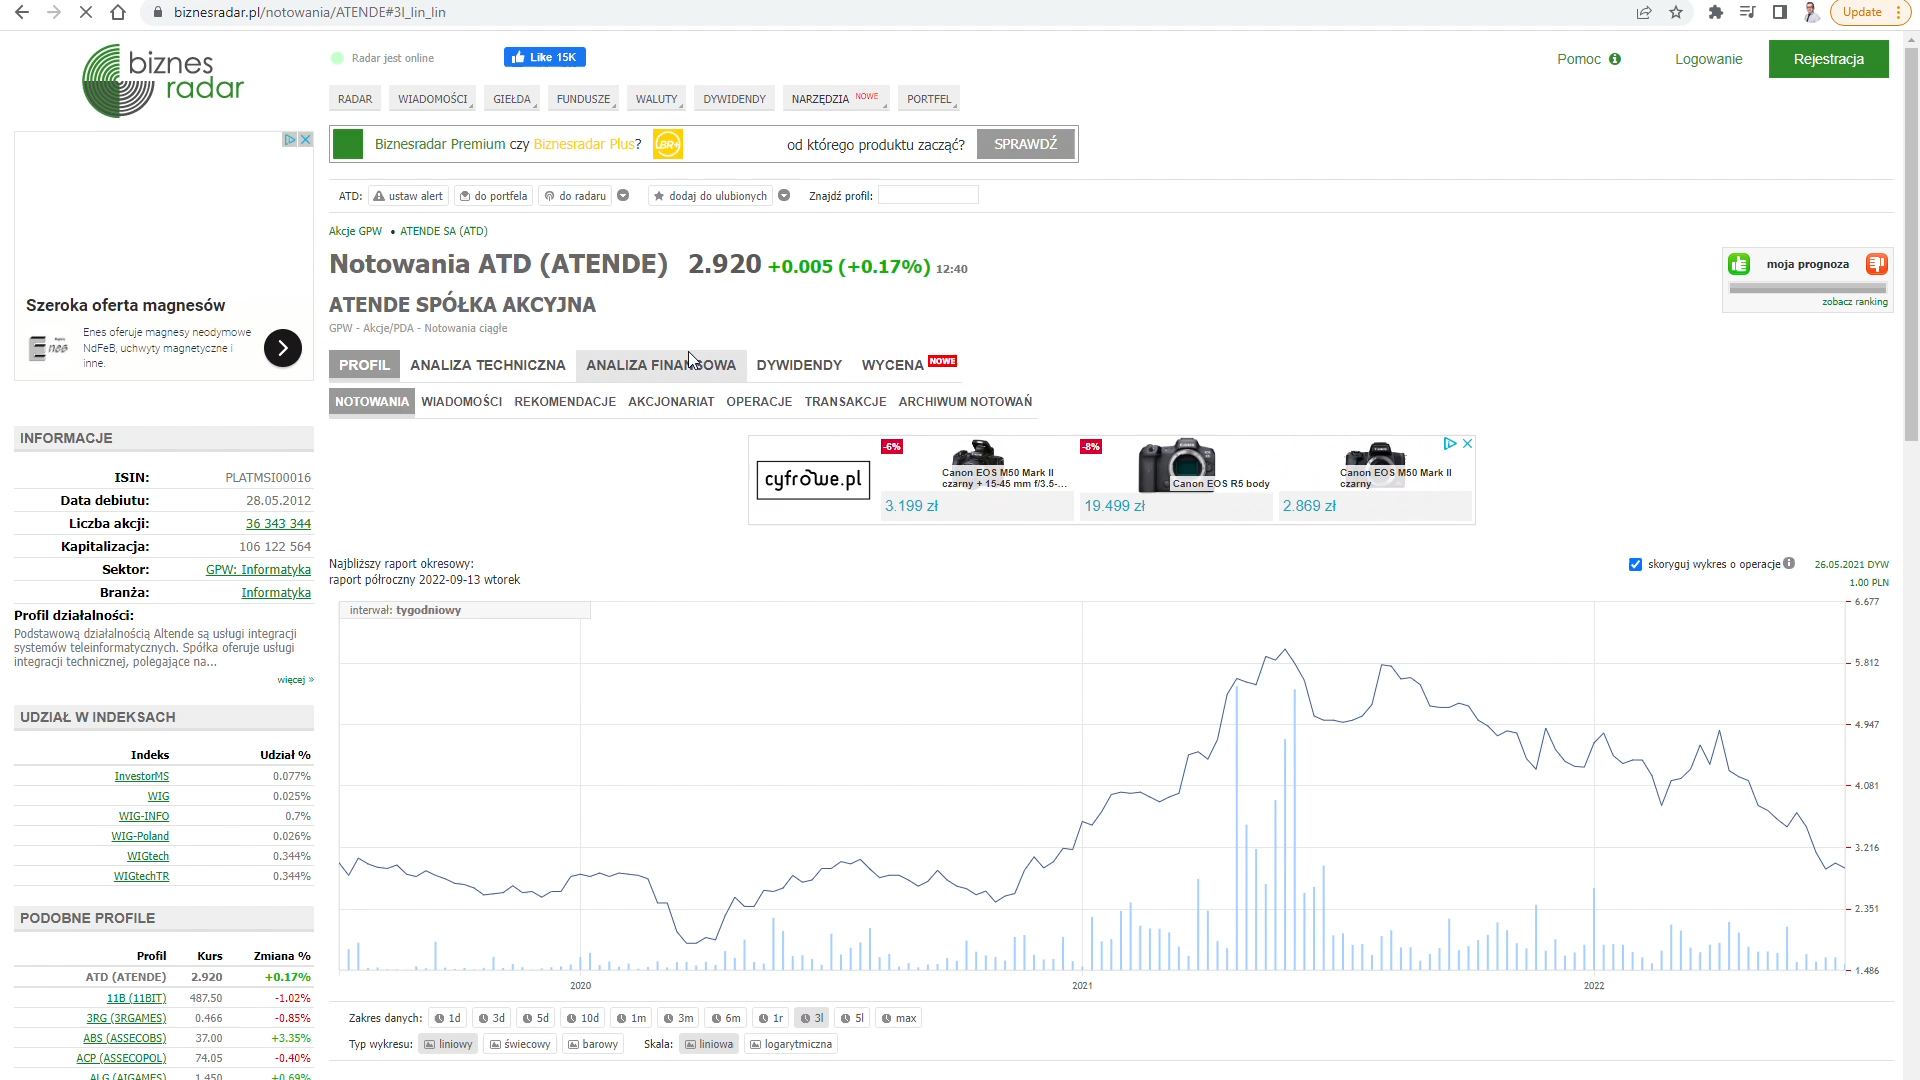 biznesradar.pl/notowania/ATENDE#3l_lin_lin
Update
biznes
radar
Radar jest online
Like 15K
Pomoc
Logowanie
Rejestracja
RADAR WIADOMOŚCI GIEŁDA FUNDUSZE WALUTY DYWIDENDY NARZĘDZIA NOWE PORTFEL
Biznesradar Premium czy Biznesradar Plus? BR+ od którego produktu zacząć? SPRAWDŹ
ATD: ustaw alert do portfela do radaru dodaj do ulubionych Znajdź profil:
Akcje GPW • ATENDE SA (ATD)
Notowania ATD (ATENDE) 2.920 +0.005 (+0.17%) 12:40
moja prognoza
zobacz ranking
ATENDE SPÓŁKA AKCYJNA
GPW - Akcje/PDA - Notowania ciągłe
PROFIL ANALIZA TECHNICZNA ANALIZA FINANSOWA DYWIDENDY WYCENA NOWE
NOTOWANIA WIADOMOŚCI REKOMENDACJE AKCJONARIAT OPERACJE TRANSAKCJE ARCHIWUM NOTOWAŃ
Szeroka oferta magnesów
Enes oferuje magnesy neodymowe
NdFeB, uchwyty magnetyczne i
inne.
cyfrowe.pl
-6%
Canon EOS M50 Mark II
czarny + 15-45 mm f/3.5-...
3.199 zł
-8%
Canon EOS R5 body
19.499 zł
Canon EOS M50 Mark II
czarny
2.869 zł
INFORMACJE
ISIN: PLATMSI00016
Data debiutu: 28.05.2012
Liczba akcji: 36 343 344
Kapitalizacja: 106 122 564
Sektor: GPW: Informatyka
Branża: Informatyka
Profil działalności:
Podstawową działalnością Altende są usługi integracji
systemów teleinformatycznych. Spółka oferuje usługi
integracji technicznej, polegające na...
więcej »
UDZIAŁ W INDEKSACH
Indeks Udział %
InvestorMS 0.077%
WIG 0.025%
WIG-INFO 0.7%
WIG-Poland 0.026%
WIGtech 0.344%
WIGtechTR 0.344%
PODOBNE PROFILE
Profil Kurs Zmiana %
ATD (ATENDE) 2.920 +0.17%
11B (11BIT) 487.50 -1.02%
3RG (3RGAMES) 0.466 -0.85%
ABS (ASSECOBS) 37.00 +3.35%
ACP (ASSECOPOL) 74.05 -0.40%
ALG (AIGAMES) 1.450 +0.69%
Najbliższy raport okresowy:
raport półroczny 2022-09-13 wtorek
skoryguj wykres o operacje
26.05.2021 DYW
1.00 PLN
interwał: tygodniowy
6.677
5.812
4.947
4.081
3.216
2.351
1.486
2020 2021 2022
Zakres danych: 1d 3d 5d 10d 1m 3m 6m 1r 3l 5l max
Typ wykresu: liniowy świecowy barowy Skala: liniowa logarytmiczna